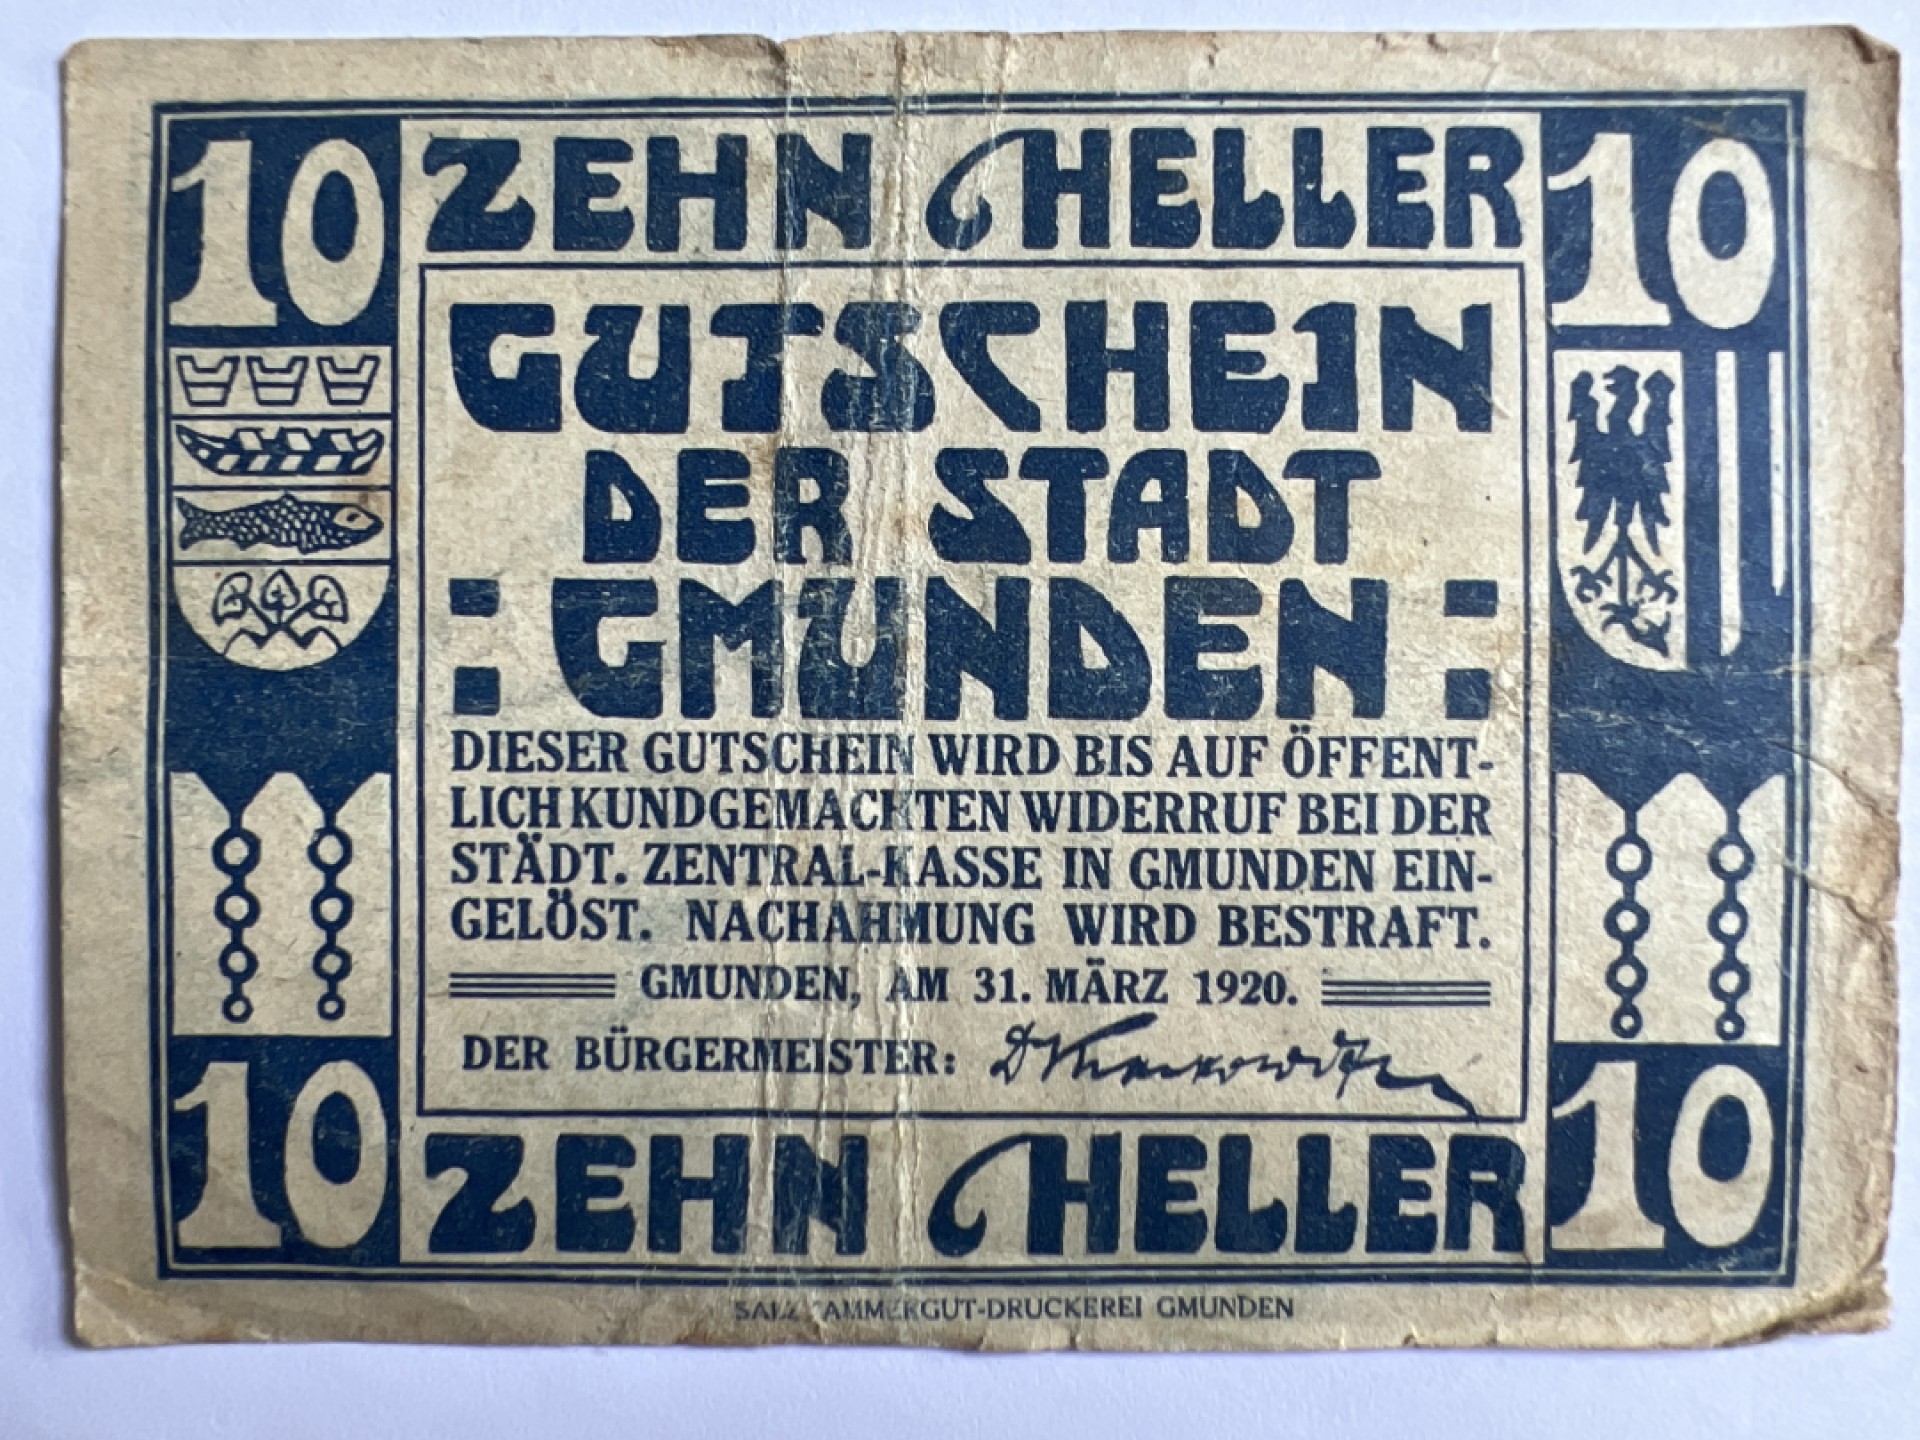 10 ZEHN HELLER 10
GUTSCHEIN
DER STADT
: GMUNDEN :
DIESER GUTSCHEIN WIRD BIS AUF ÖFFENT-
LICH KUNDGEMACHTEN WIDERRUF BEI DER
STÄDT. ZENTRAL-KASSE IN GMUNDEN EIN-
GELÖST. NACHAHMUNG WIRD BESTRAFT.
GMUNDEN, AM 31. MÄRZ 1920.
DER BÜRGERMEISTER:
10 ZEHN HELLER 10
SALZKAMMERGUT-DRUCKEREI GMUNDEN